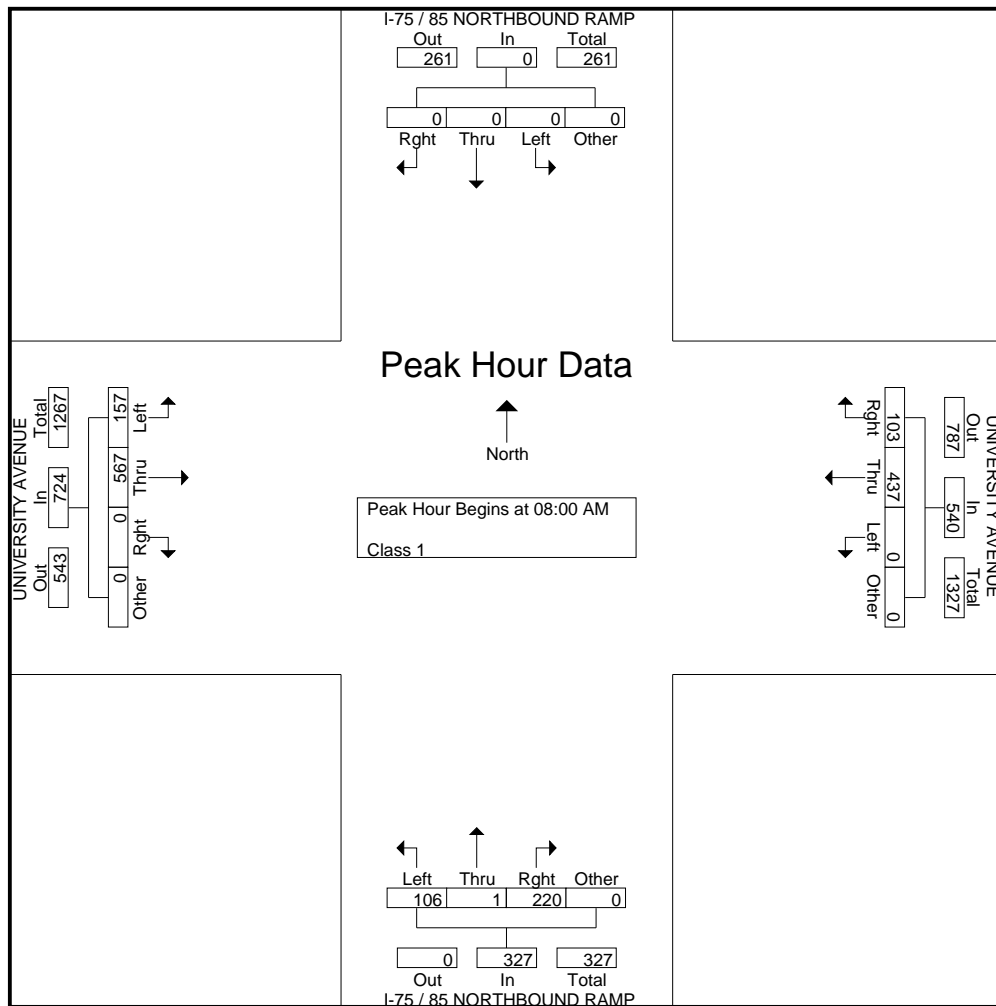 I-75 / 85 NORTHBOUND RAMP
Out In Total
261 0 261
0 0 0 0
Rght Thru Left Other
Peak Hour Data
North
Peak Hour Begins at 08:00 AM
Class 1
UNIVERSITY AVENUE
Out In Total
543 724 1267
157 567 0 0
Left Thru Rght Other
Rght Thru Left Other
103 437 0 0
Out In Total
787 540 1327
UNIVERSITY AVENUE
Left Thru Rght Other
106 1 220 0
0 327 327
Out In Total
I-75 / 85 NORTHBOUND RAMP